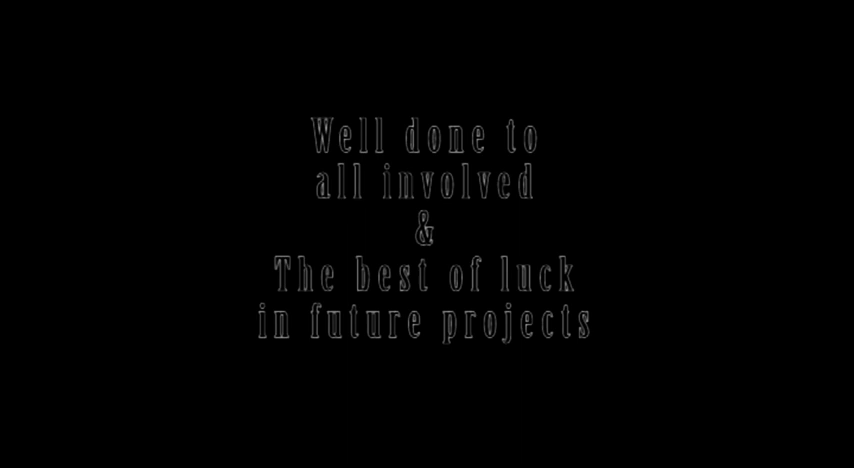 Well done to
all involved
&
The best of luck
in future projects